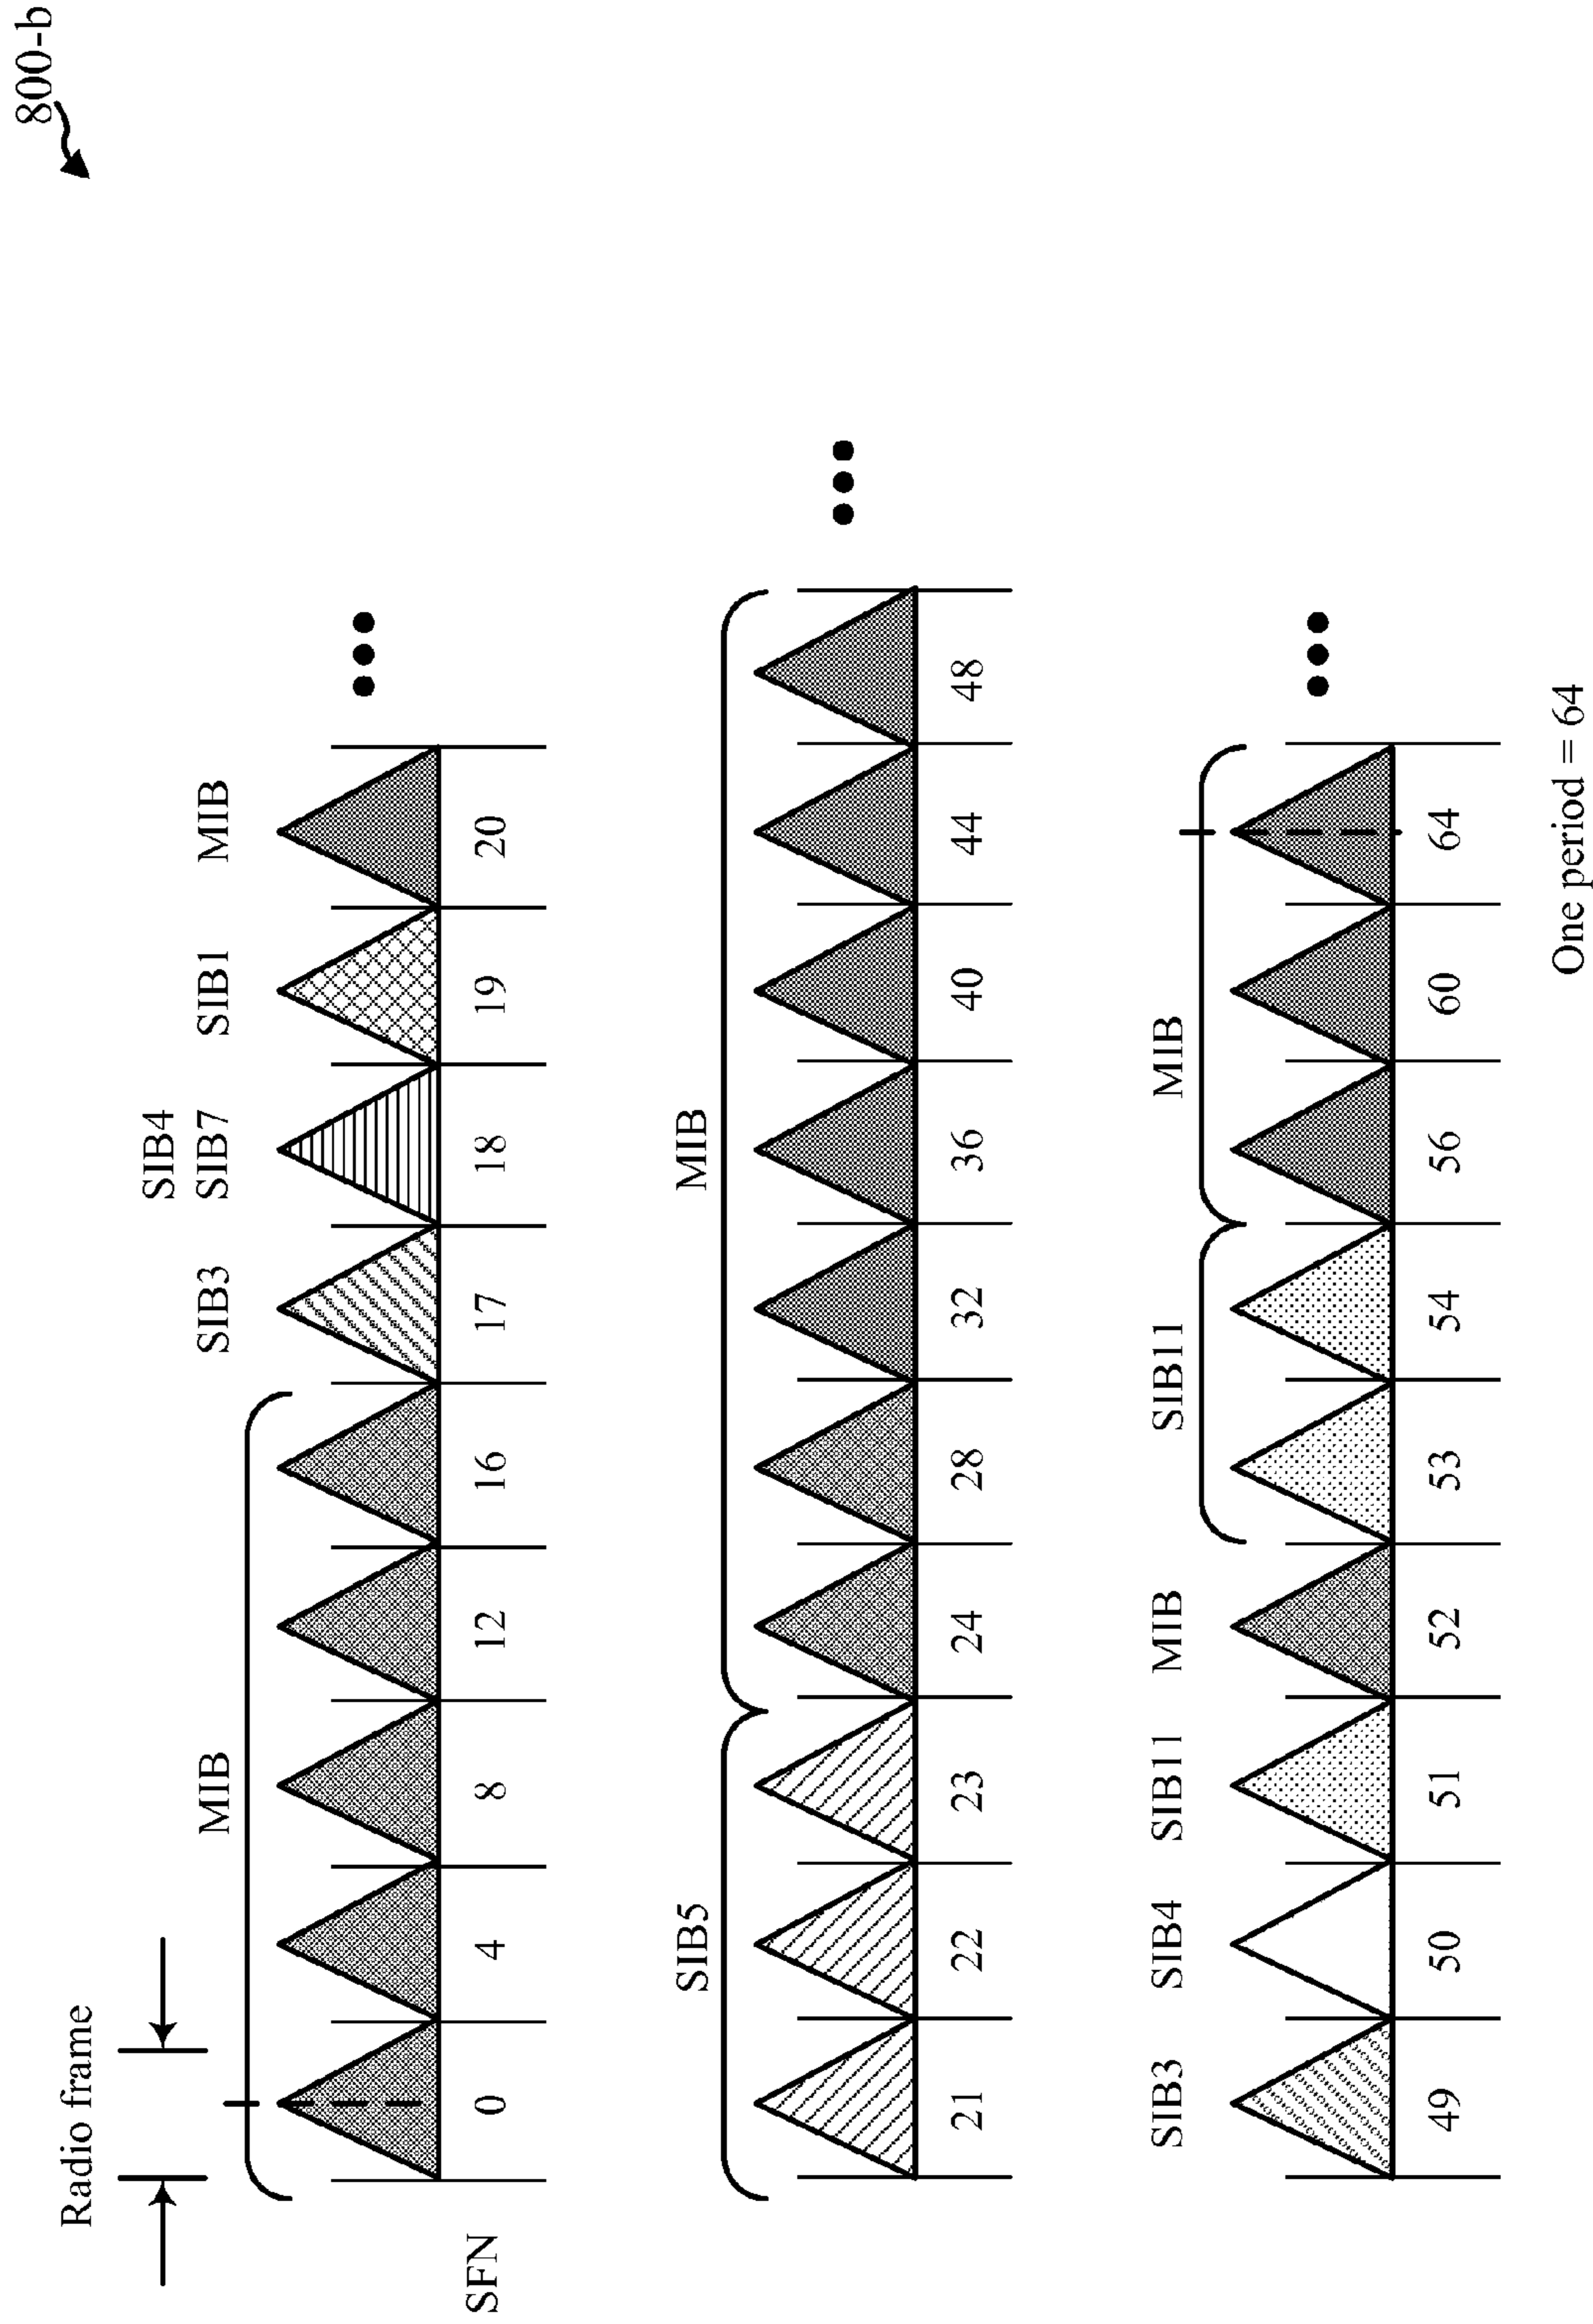 800-b
Radio frame
MIB SIB3 SIB4 SIB1 MIB
SIB7
SFN 0 4 8 12 16 17 18 19 20
SIB5 MIB
21 22 23 24 28 32 36 40 44 48
SIB3 SIB4 SIB11 MIB SIB11 MIB
49 50 51 52 53 54 56 60 64
One period = 64